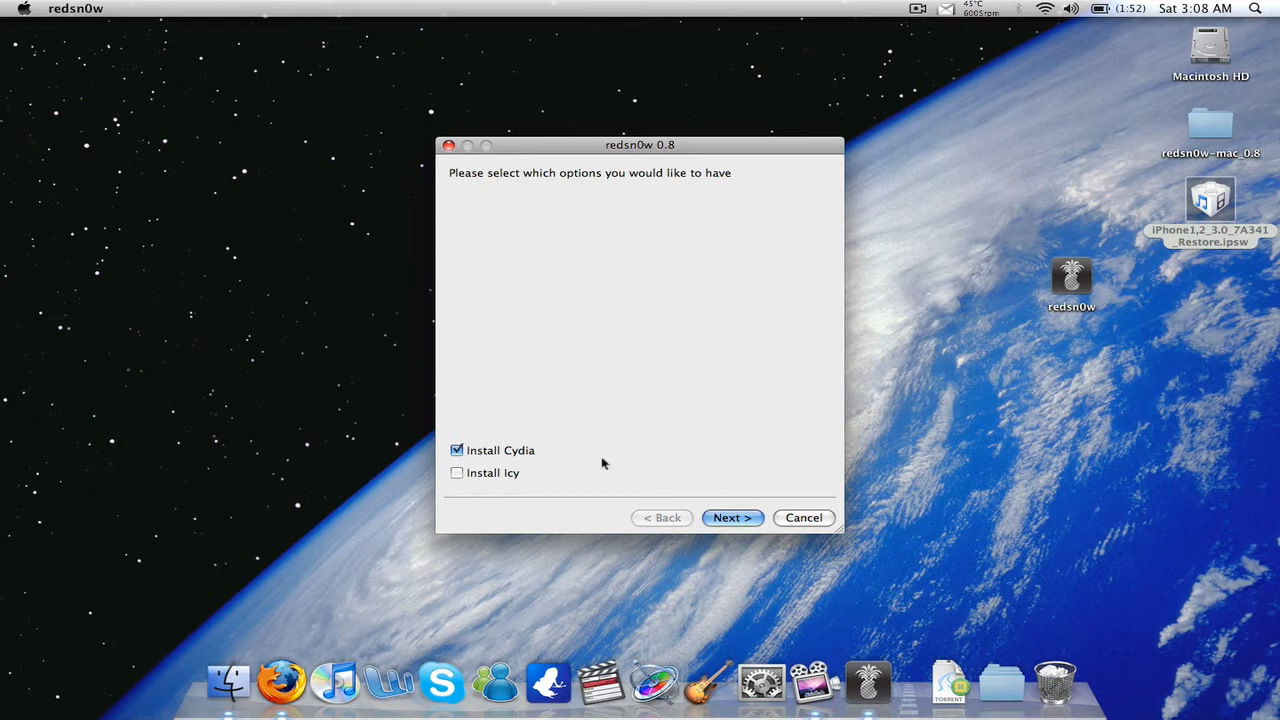 redsn0w
45°C
6005rpm
(1:52)
Sat 3:08 AM
Macintosh HD
redsn0w-mac_0.8
iPhone1,2_3.0_7A341
_Restore.ipsw
redsn0w
redsn0w 0.8
Please select which options you would like to have
Install Cydia
Install Icy
< Back
Next >
Cancel
TORRENT